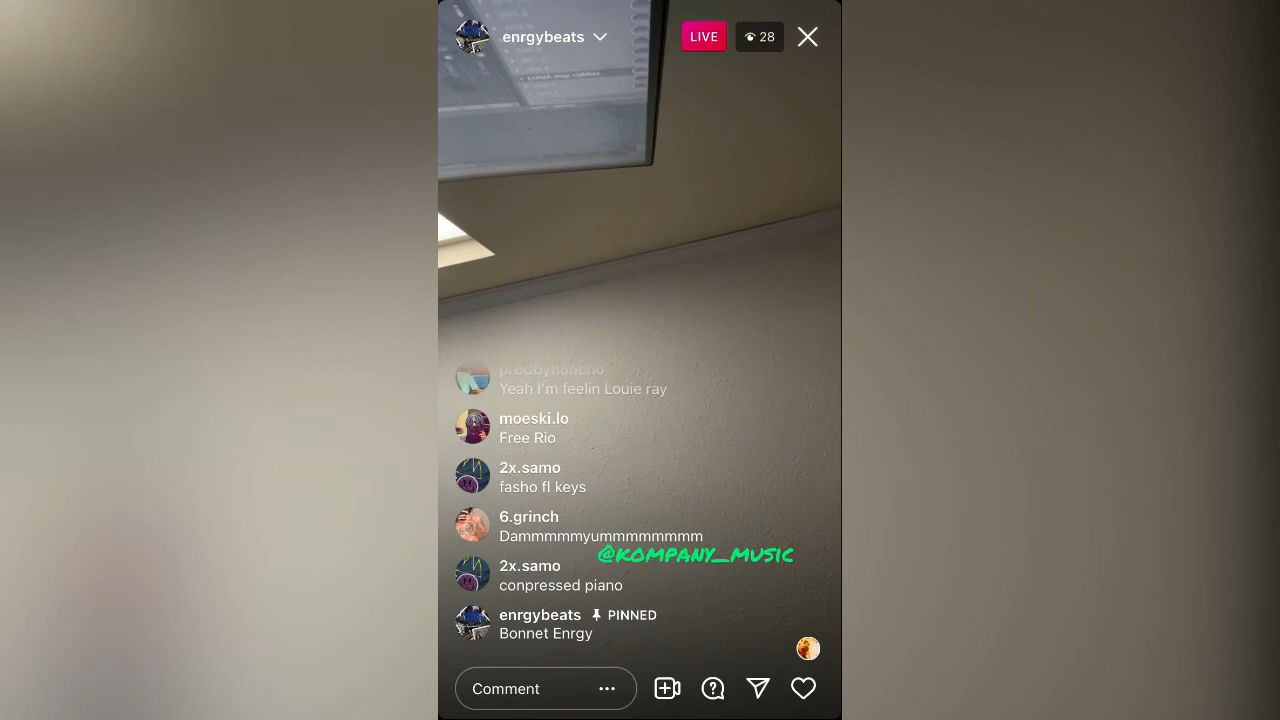 enrgybeats
LIVE
28
prodbyhoncho
Yeah I'm feelin Louie ray
moeski.lo
Free Rio
2x.samo
fasho fl keys
6.grinch
Dammmmmyummmmmmmm
@KOMPANY_MUSIC
2x.samo
conpressed piano
enrgybeats PINNED
Bonnet Enrgy
Comment